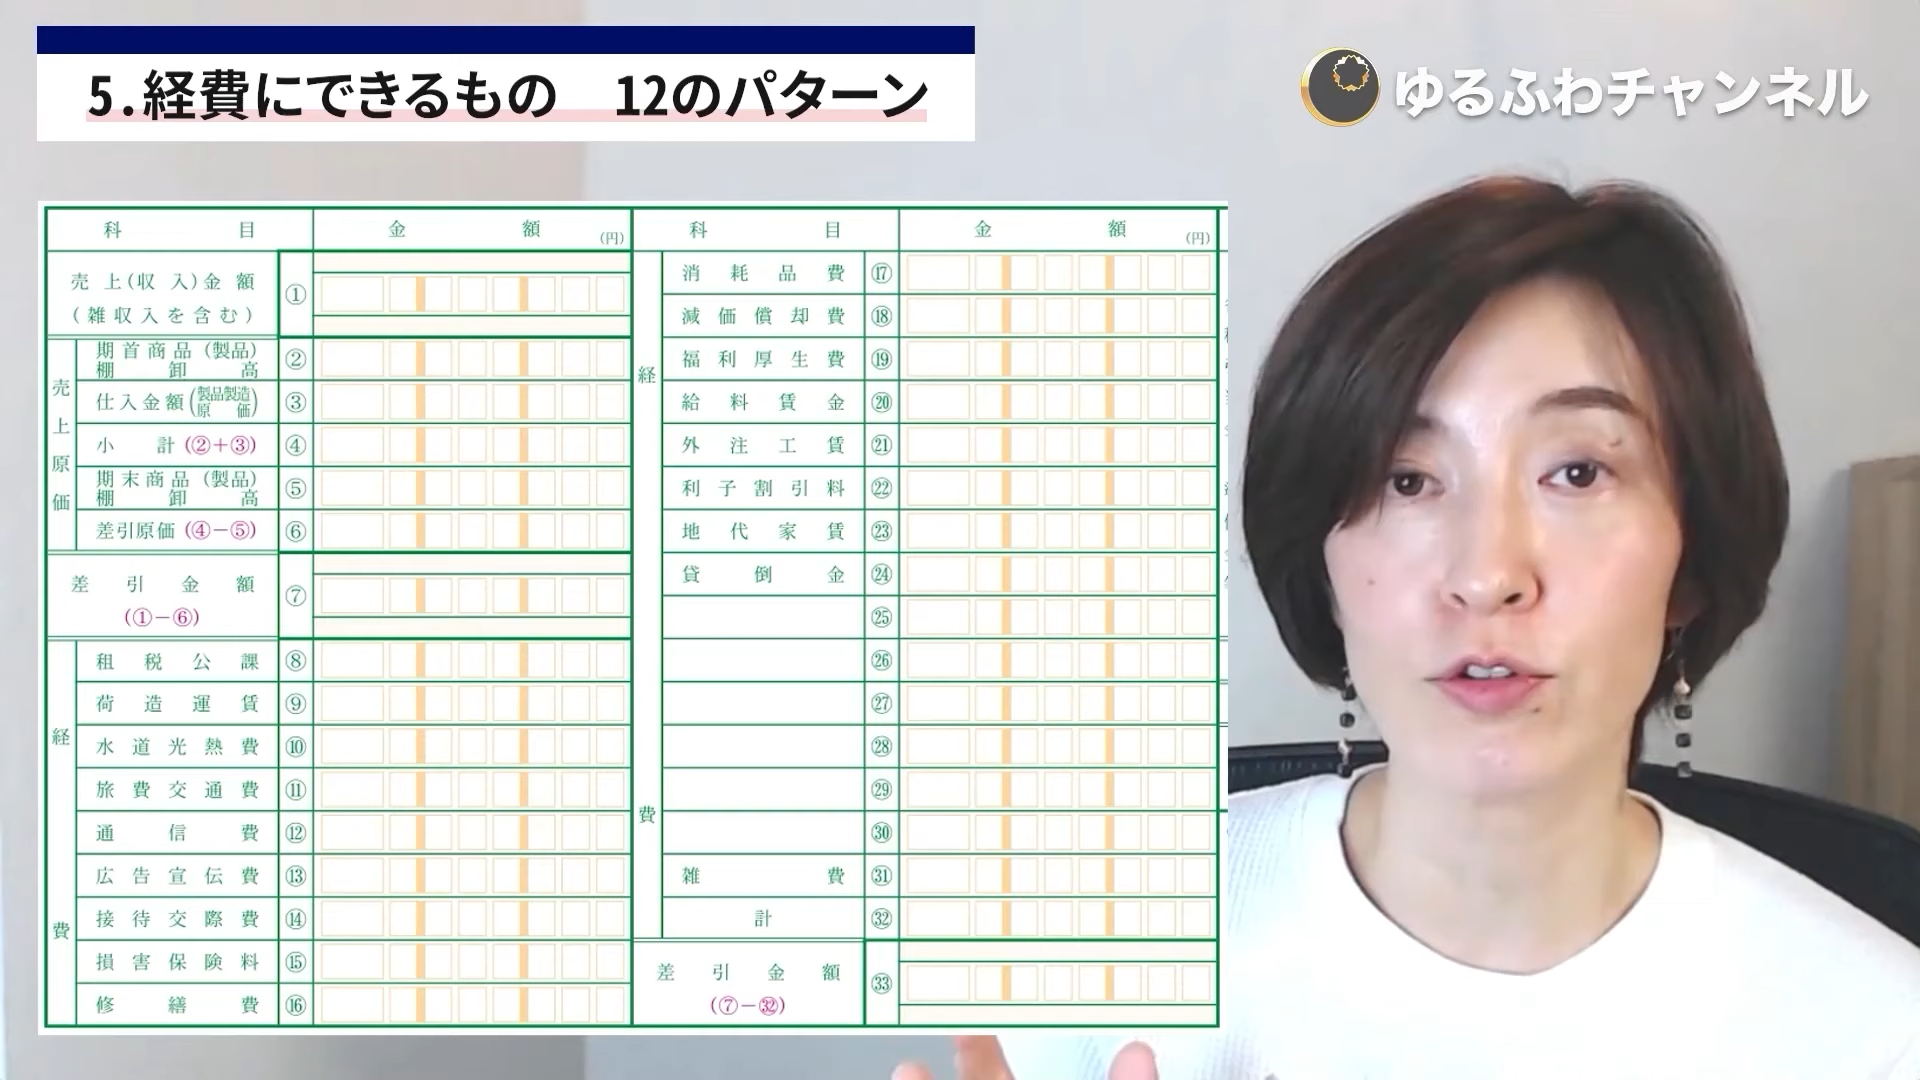 5.経費にできるもの 12のパターン
ゆるふわチャンネル
科 目 金 額 (円)
売上(収入)金額
(雑収入を含む) ①
売上原価
期首商品(製品)棚卸高 ②
仕入金額(製品製造原価) ③
小計(②+③) ④
期末商品(製品)棚卸高 ⑤
差引原価(④-⑤) ⑥
差引金額
(①-⑥) ⑦
経費
租税公課 ⑧
荷造運賃 ⑨
水道光熱費 ⑩
旅費交通費 ⑪
通信費 ⑫
広告宣伝費 ⑬
接待交際費 ⑭
損害保険料 ⑮
修繕費 ⑯
科 目 金 額 (円)
経費
消耗品費 ⑰
減価償却費 ⑱
福利厚生費 ⑲
給料賃金 ⑳
外注工賃 ㉑
利子割引料 ㉒
地代家賃 ㉓
貸倒金 ㉔
㉕
㉖
㉗
㉘
㉙
㉚
雑費 ㉛
計 ㉜
差引金額
(⑦-㉜) ㉝